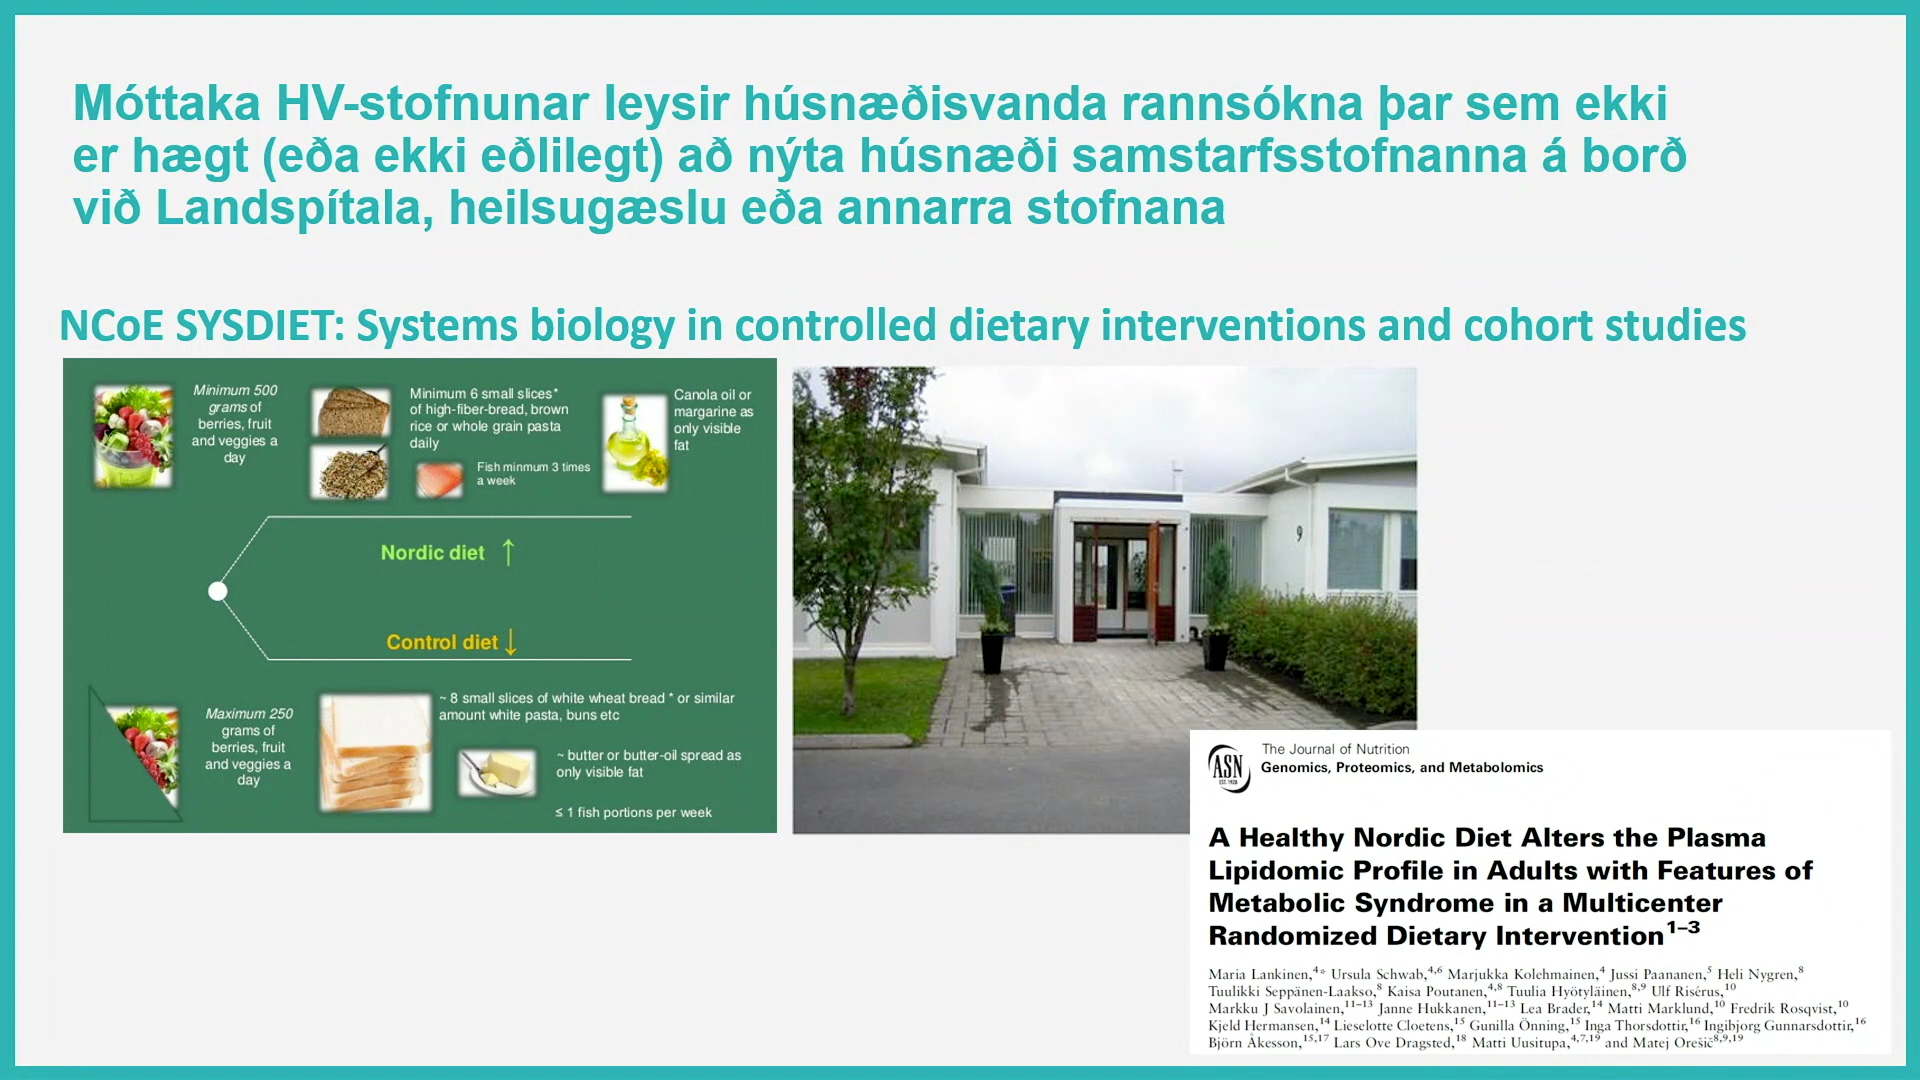 Móttaka HV-stofnunar leysir húsnæðisvanda rannsókna þar sem ekki
er hægt (eða ekki eðlilegt) að nýta húsnæði samstarfsstofnanna á borð
við Landspítala, heilsugæslu eða annarra stofnana
NCoE SYSDIET: Systems biology in controlled dietary interventions and cohort studies
Minimum 500
grams of
berries, fruit
and veggies a
day
Minimum 6 small slices*
of high-fiber-bread, brown
rice or whole grain pasta
daily
Fish minmum 3 times
a week
Canola oil or
margarine as
only visible
fat
Nordic diet ↑
Control diet ↓
Maximum 250
grams of
berries, fruit
and veggies a
day
~ 8 small slices of white wheat bread * or similar
amount white pasta, buns etc
~ butter or butter-oil spread as
only visible fat
≤ 1 fish portions per week
9
ASN
EST. 1928
The Journal of Nutrition
Genomics, Proteomics, and Metabolomics
A Healthy Nordic Diet Alters the Plasma
Lipidomic Profile in Adults with Features of
Metabolic Syndrome in a Multicenter
Randomized Dietary Intervention¹⁻³
Maria Lankinen,⁴* Ursula Schwab,⁴,⁶ Marjukka Kolehmainen,⁴ Jussi Paananen,⁵ Heli Nygren,⁸
Tuulikki Seppänen-Laakso,⁸ Kaisa Poutanen,⁴,⁸ Tuulia Hyötyläinen,⁸,⁹ Ulf Risérus,¹⁰
Markku J Savolainen,¹¹⁻¹³ Janne Hukkanen,¹¹⁻¹³ Lea Brader,¹⁴ Matti Marklund,¹⁰ Fredrik Rosqvist,¹⁰
Kjeld Hermansen,¹⁴ Lieselotte Cloetens,¹⁵ Gunilla Önning,¹⁵ Inga Thorsdottir,¹⁶ Ingibjorg Gunnarsdottir,¹⁶
Björn Åkesson,¹⁵,¹⁷ Lars Ove Dragsted,¹⁸ Matti Uusitupa,⁴,⁷,¹⁹ and Matej Orešič⁸,⁹,¹⁹